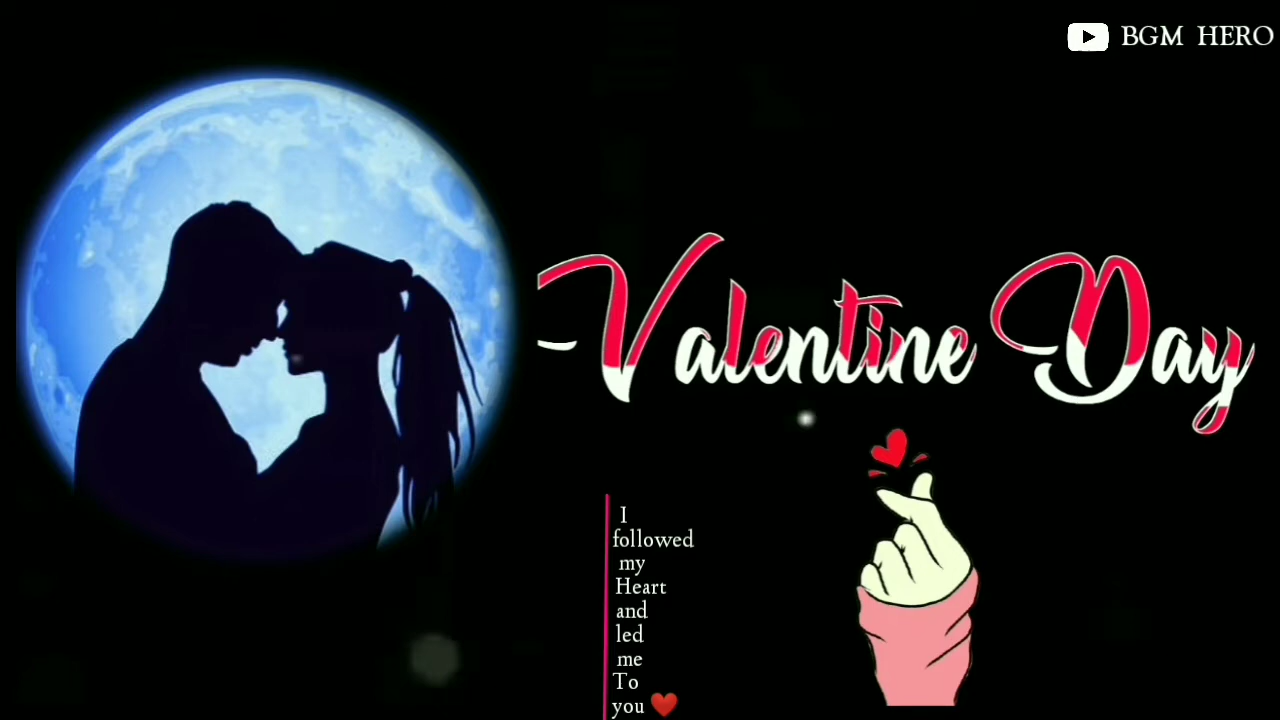 BGM HERO
Valentine Day
I
followed
my
Heart
and
led
me
To
you ❤️